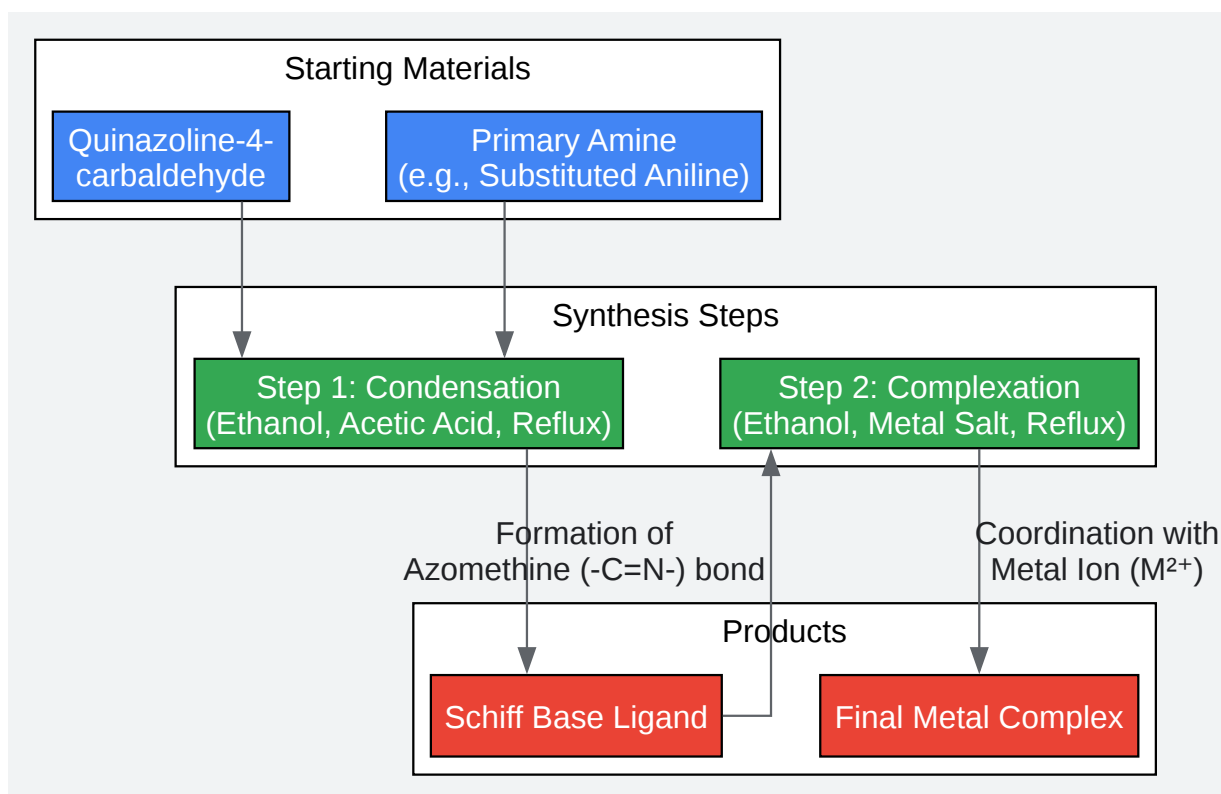 Starting Materials
Quinazoline-4-
carbaldehyde
Primary Amine
(e.g., Substituted Aniline)
Synthesis Steps
Step 1: Condensation
(Ethanol, Acetic Acid, Reflux)
Step 2: Complexation
(Ethanol, Metal Salt, Reflux)
Formation of
Azomethine (-C=N-) bond
Coordination with
Metal Ion (M²⁺)
Products
Schiff Base Ligand
Final Metal Complex